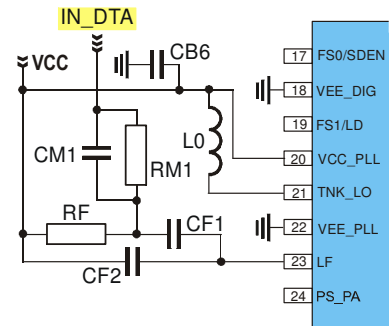 IN_DTA
VCC
CB6
17 FS0/SDEN
18 VEE_DIG
19 FS1/LD
L0
CM1
RM1
20 VCC_PLL
21 TNK_LO
RF
CF1
22 VEE_PLL
CF2
23 LF
24 PS_PA